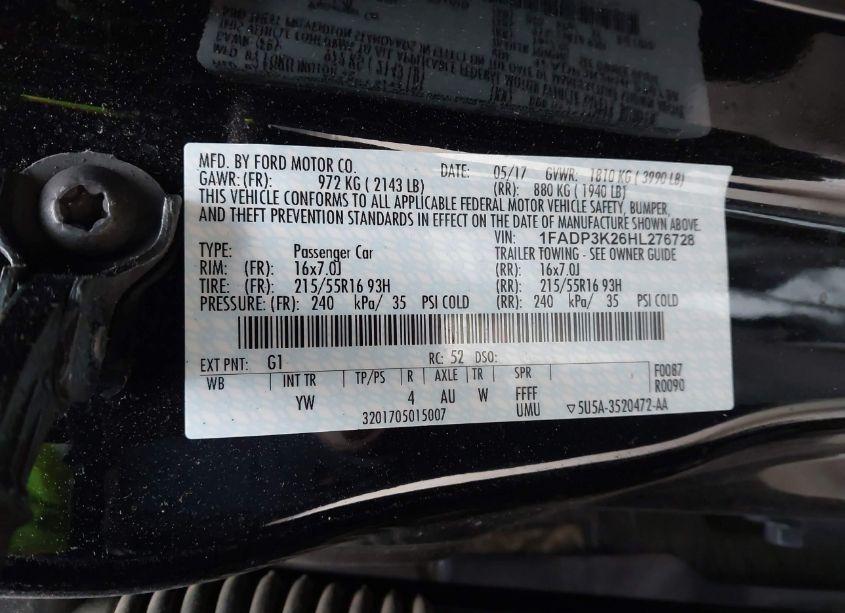 MFD. BY FORD MOTOR CO. DATE: 05/17 GVWR: 1810 KG ( 3990 LB)
GAWR: (FR): 972 KG ( 2143 LB) (RR): 880 KG ( 1940 LB)
THIS VEHICLE CONFORMS TO ALL APPLICABLE FEDERAL MOTOR VEHICLE SAFETY, BUMPER,
AND THEFT PREVENTION STANDARDS IN EFFECT ON THE DATE OF MANUFACTURE SHOWN ABOVE.
VIN: 1FADP3K26HL276728
TYPE: Passenger Car TRAILER TOWING - SEE OWNER GUIDE
RIM: (FR): 16x7.0J (RR): 16x7.0J
TIRE: (FR): 215/55R16 93H (RR): 215/55R16 93H
PRESSURE: (FR): 240 kPa/ 35 PSI COLD (RR): 240 kPa/ 35 PSI COLD
EXT PNT: G1 RC: 52 DSO: F0087
WB INT TR TP/PS R AXLE TR SPR R0090
YW 4 AU W FFFF
3201705015007 UMU ▽5U5A-3520472-AA